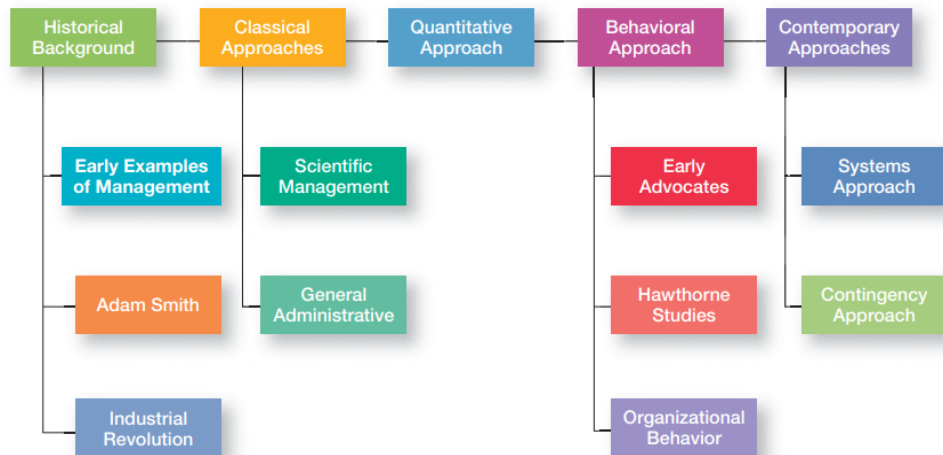 Historical
Background
Classical
Approaches
Quantitative
Approach
Behavioral
Approach
Contemporary
Approaches
Early Examples
of Management
Scientific
Management
Early
Advocates
Systems
Approach
Adam Smith
General
Administrative
Hawthorne
Studies
Contingency
Approach
Industrial
Revolution
Organizational
Behavior